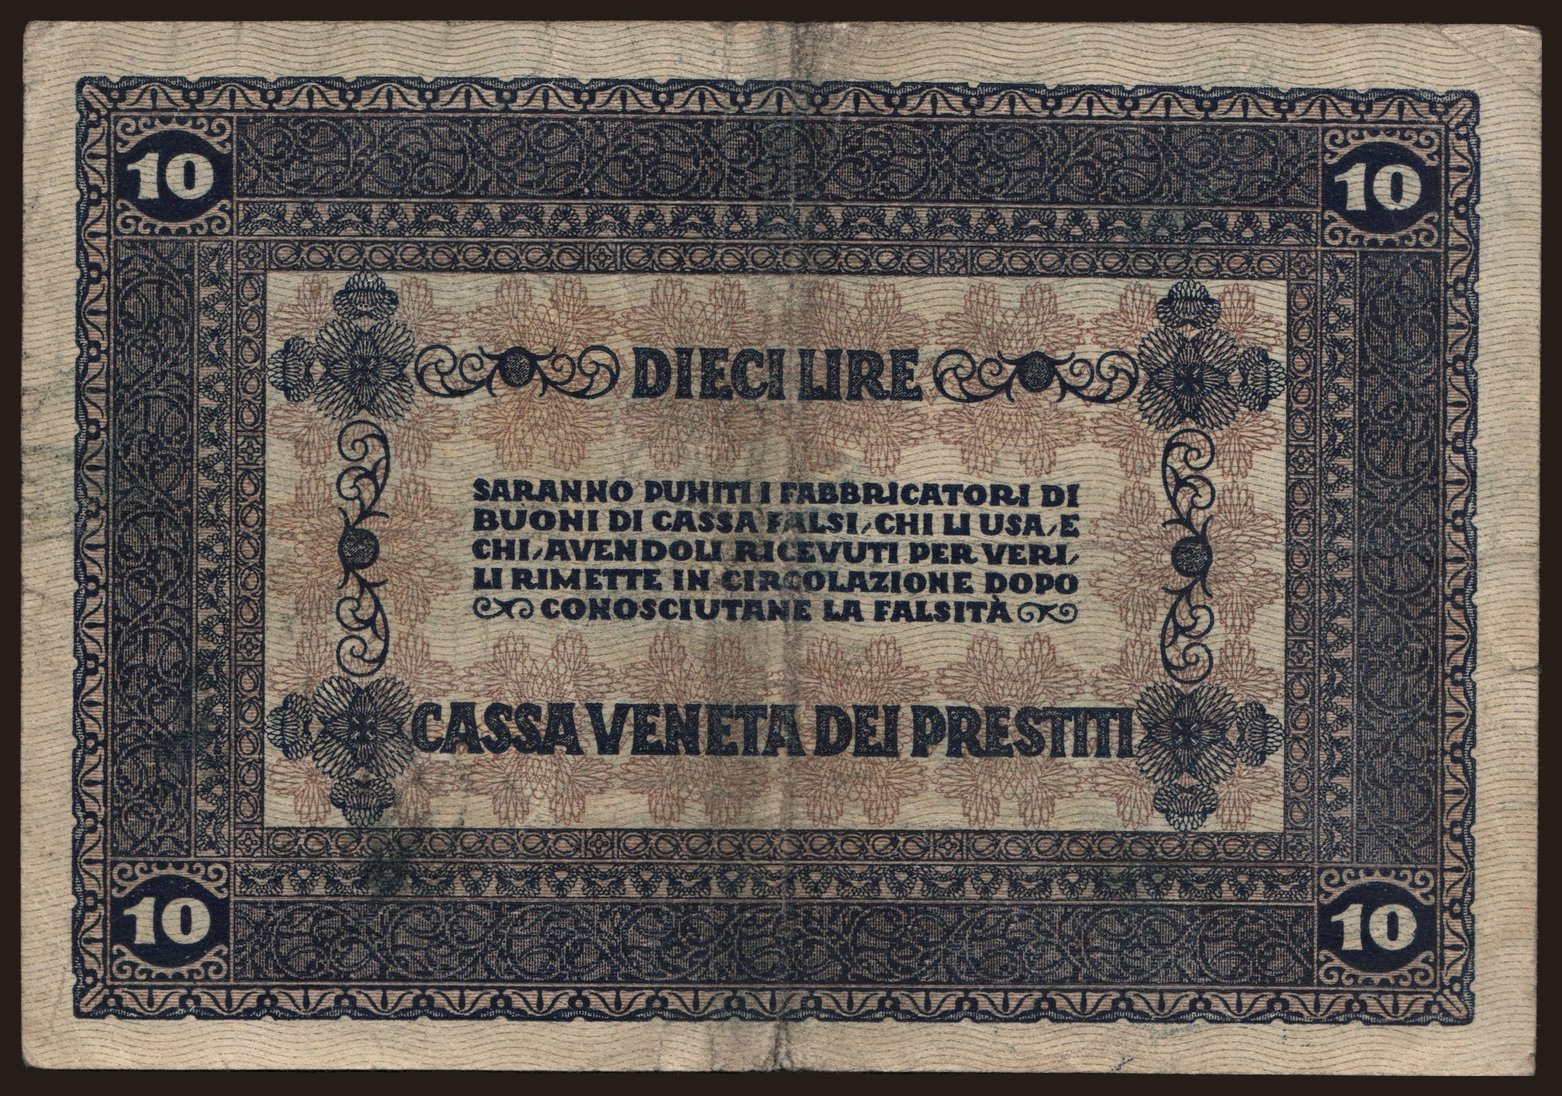 10 10
DIECI LIRE
SARANNO PUNITI I FABBRICATORI DI
BUONI DI CASSA FALSI, CHI LI USA, E
CHI, AVENDOLI RICEVUTI PER VERI,
LI RIMETTE IN CIRCOLAZIONE DOPO
CONOSCIUTANE LA FALSITÀ
CASSA VENETA DEI PRESTITI
10 10